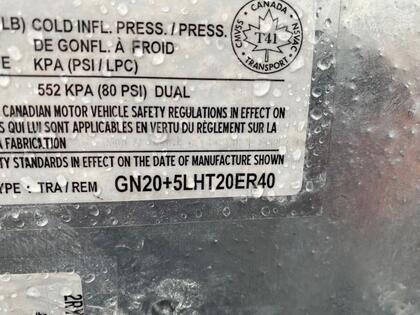 LB) COLD INFL. PRESS. / PRESS.
DE GONFL. À FROID
E KPA (PSI / LPC)
552 KPA (80 PSI) DUAL
CANADIAN MOTOR VEHICLE SAFETY REGULATIONS IN EFFECT ON
S QUI LUI SONT APPLICABLES EN VERTU DU RÈGLEMENT SUR LA
A FABRICATION
TY STANDARDS IN EFFECT ON THE DATE OF MANUFACTURE SHOWN
YPE : TRA / REM GN20+5LHT20ER40
CANADA
CMVSS T41 NSVAC
TRANSPORT
2RY